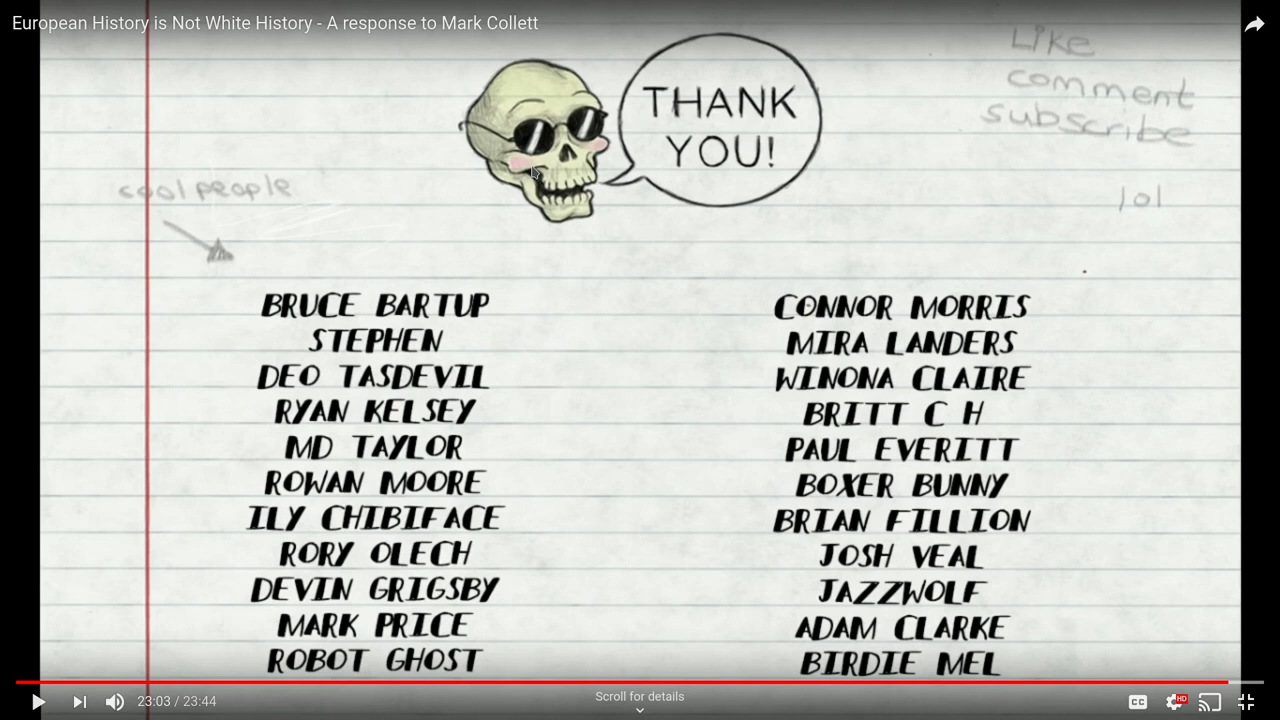 European History is Not White History - A response to Mark Collett
Like
comment
subscribe
THANK
YOU!
cool people
lol
BRUCE BARTUP
STEPHEN
DEO TASDEVIL
RYAN KELSEY
MD TAYLOR
ROWAN MOORE
ILY CHIBIFACE
RORY OLECH
DEVIN GRIGSBY
MARK PRICE
ROBOT GHOST
CONNOR MORRIS
MIRA LANDERS
WINONA CLAIRE
BRITT C H
PAUL EVERITT
BOXER BUNNY
BRIAN FILLION
JOSH VEAL
JAZZWOLF
ADAM CLARKE
BIRDIE MEL
23:03 / 23:44
Scroll for details
CC
HD